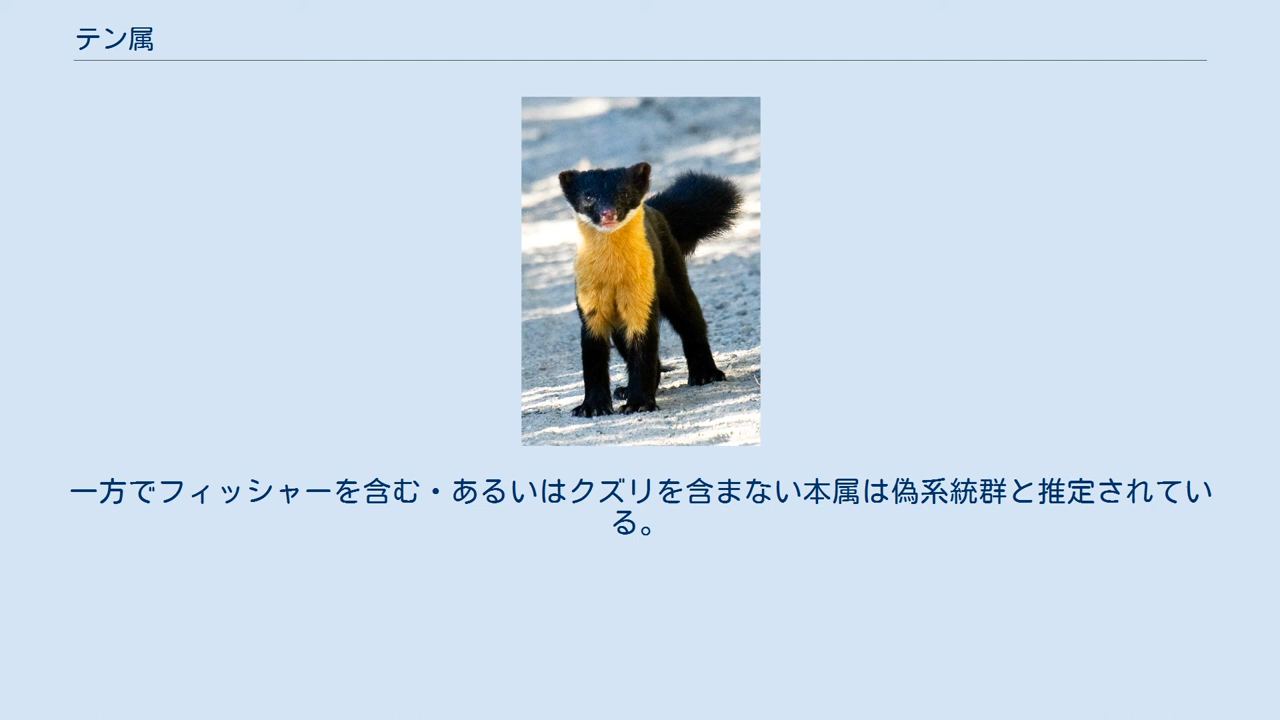 テン属
一方でフィッシャーを含む・あるいはクズリを含まない本属は偽系統群と推定されてい
る。